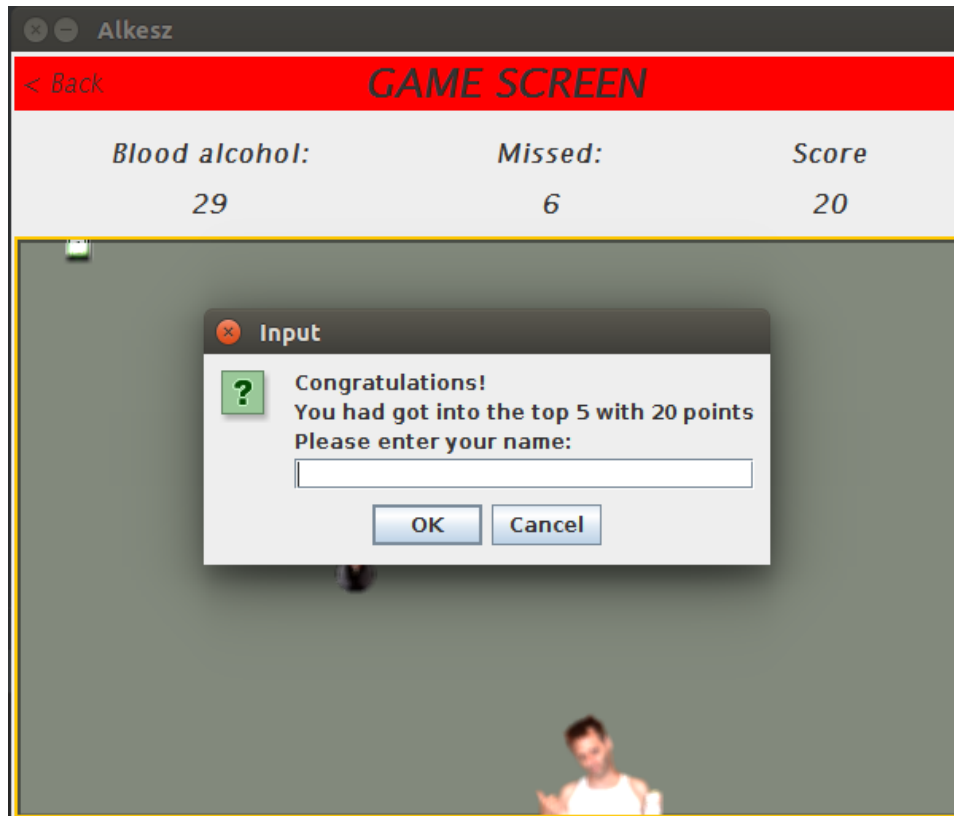 Alkesz
< Back GAME SCREEN
Blood alcohol: Missed: Score
29 6 20
Input
?
Congratulations!
You had got into the top 5 with 20 points
Please enter your name:
OK Cancel